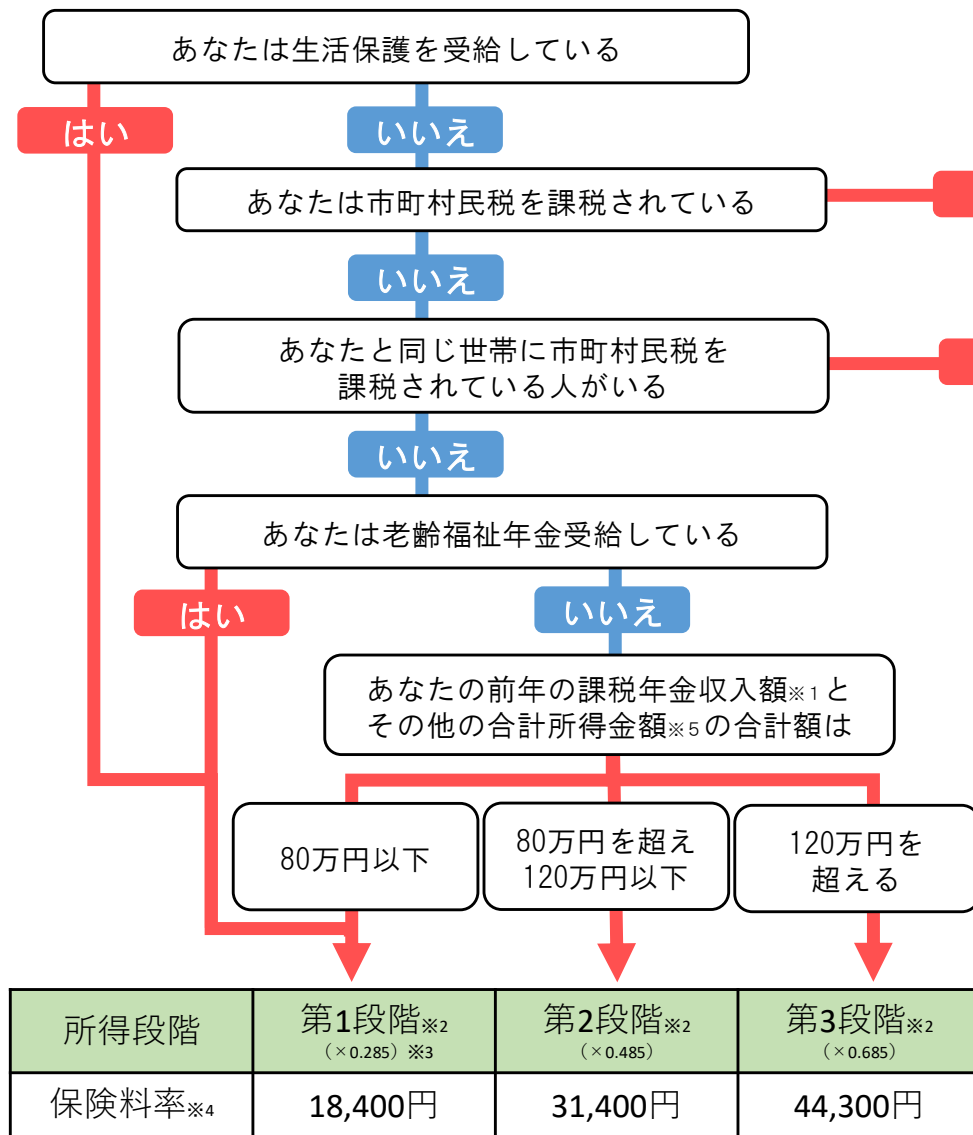 あなたは生活保護を受給している
はい
いいえ
あなたは市町村民税を課税されている
いいえ
あなたと同じ世帯に市町村民税を
課税されている人がいる
いいえ
あなたは老齢福祉年金受給している
はい
いいえ
あなたの前年の課税年金収入額※1と
その他の合計所得金額※5の合計額は
80万円以下
80万円を超え
120万円以下
120万円を
超える
所得段階 第1段階※2 第2段階※2 第3段階※2
（×0.285）※3 （×0.485） （×0.685）
保険料率※4 18,400円 31,400円 44,300円